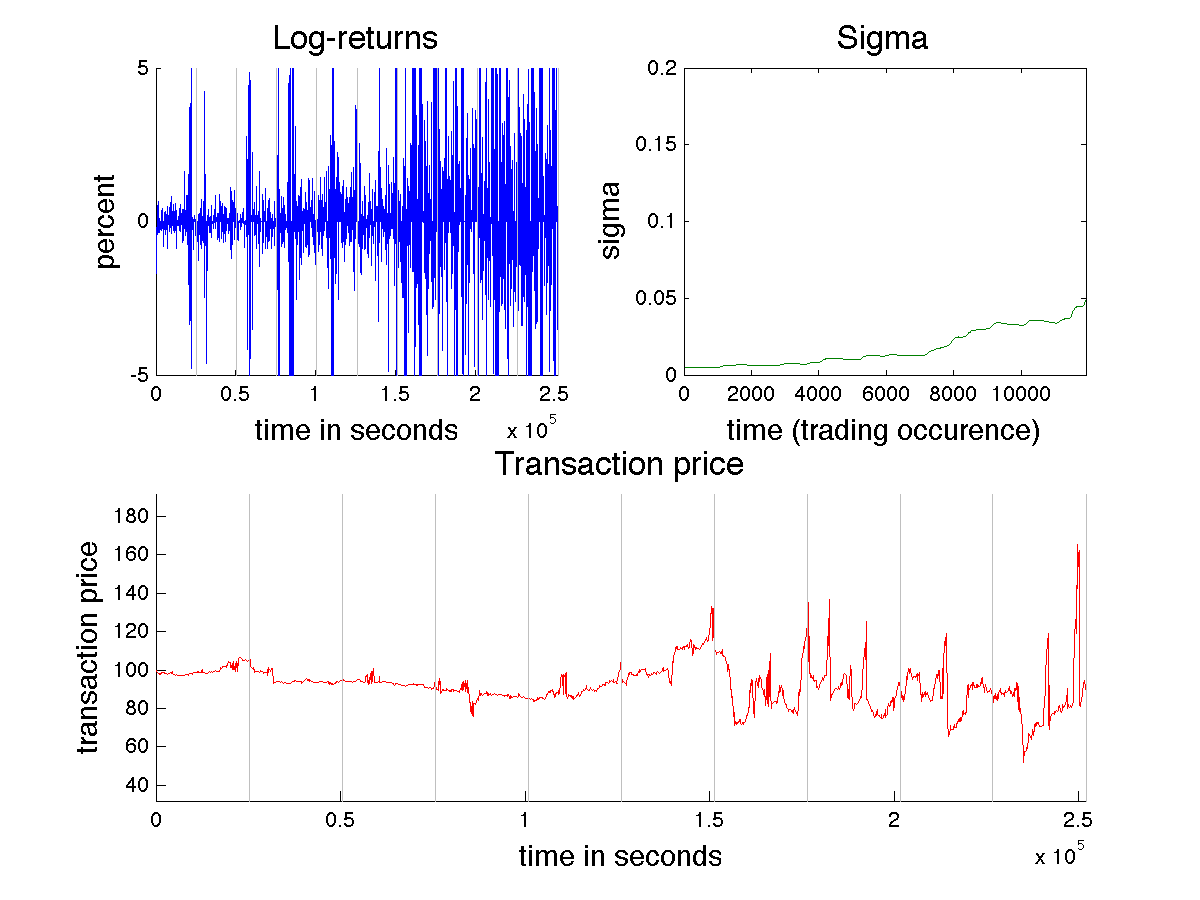 Log-returns
5
0
-5
percent
0 0.5 1 1.5 2 2.5
time in seconds
x 10^5
Sigma
0.2
0.15
0.1
0.05
0
sigma
0 2000 4000 6000 8000 10000
time (trading occurence)
Transaction price
180
160
140
120
100
80
60
40
transaction price
0 0.5 1 1.5 2 2.5
time in seconds
x 10^5